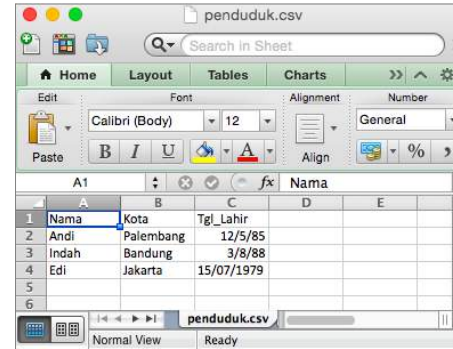 penduduk.csv
Search in Sheet
Home Layout Tables Charts
Edit Font Alignment Number
Calibri (Body) 12 General
Paste B I U A Align %
A1 fx Nama
A B C D E
1 Nama Kota Tgl_Lahir
2 Andi Palembang 12/5/85
3 Indah Bandung 3/8/88
4 Edi Jakarta 15/07/1979
5
6
penduduk.csv
Normal View Ready